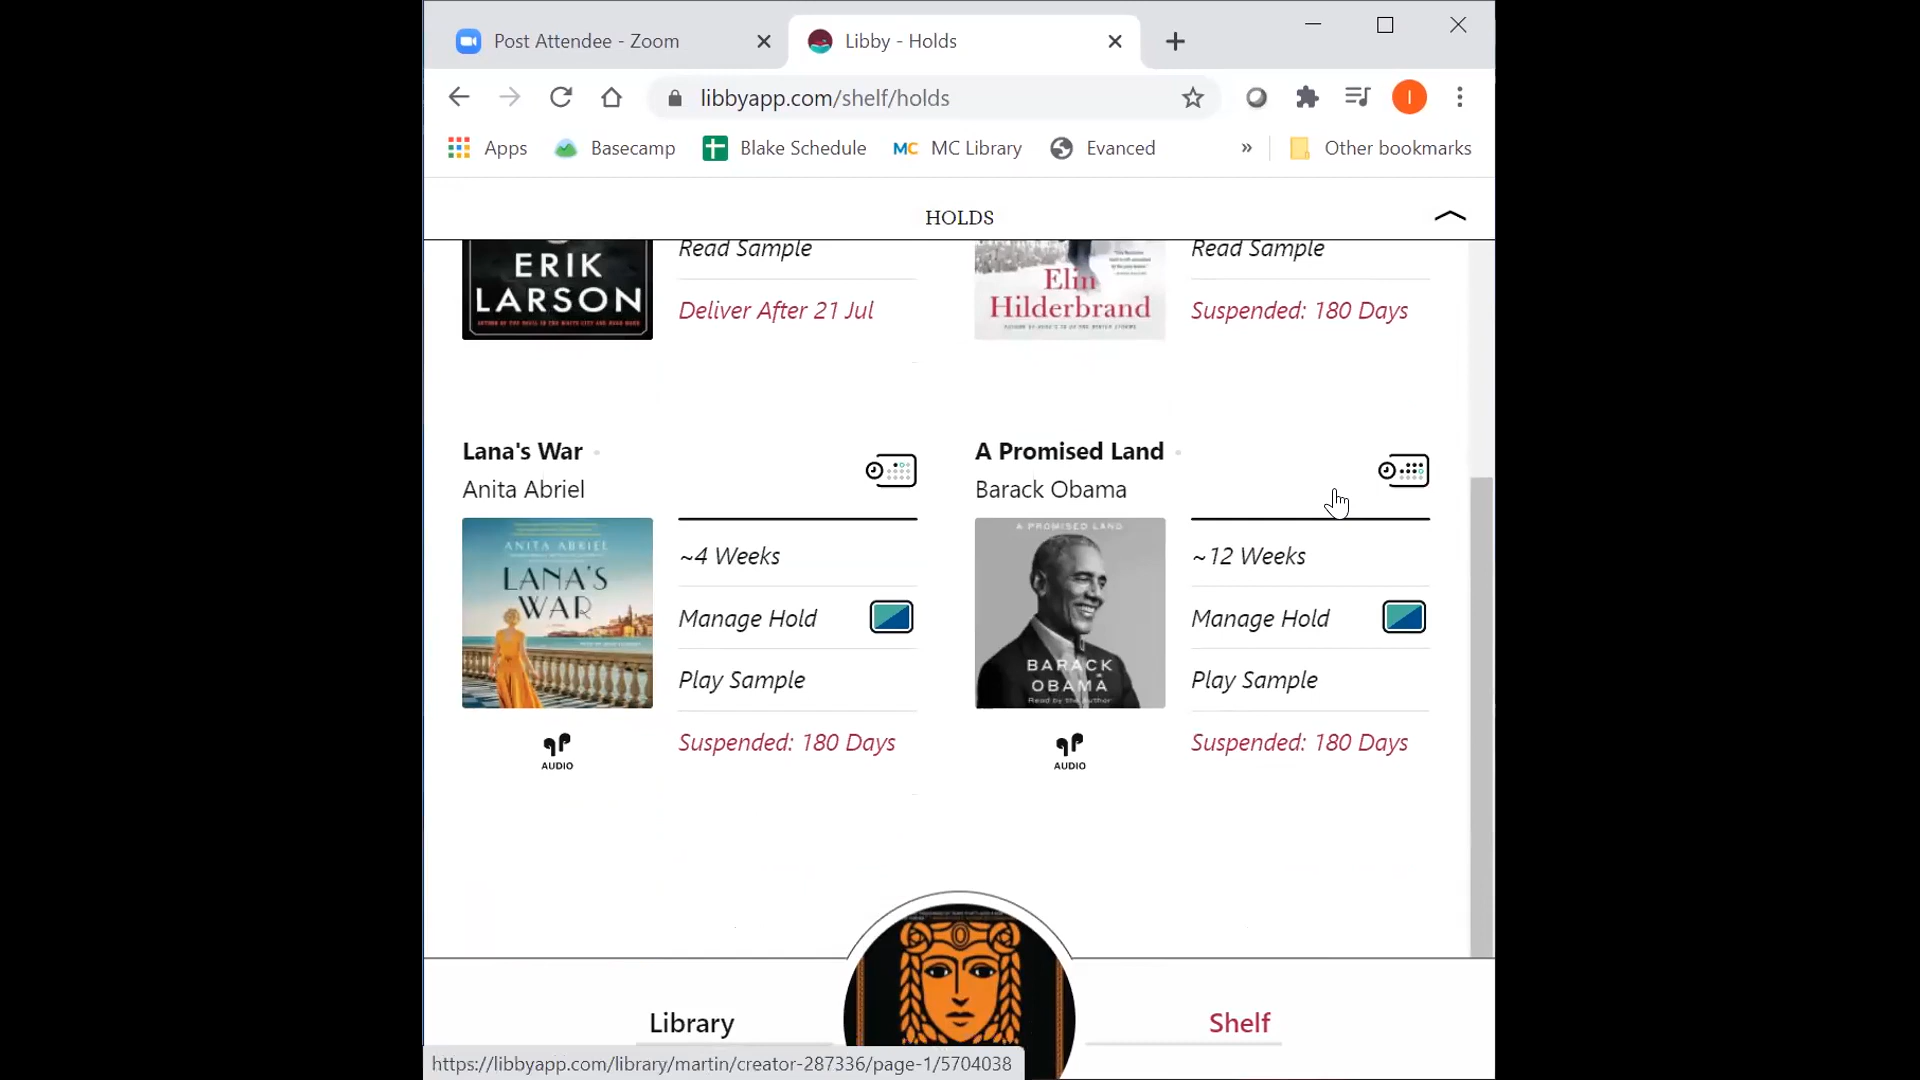 Post Attendee - Zoom
Libby - Holds
libbyapp.com/shelf/holds
I
Apps
Basecamp
Blake Schedule
MC MC Library
Evanced
»
Other bookmarks
HOLDS
ERIK
LARSON
Read Sample
Deliver After 21 Jul
Elin
Hilderbrand
Read Sample
Suspended: 180 Days
Lana's War
Anita Abriel
ANITA ABRIEL
LANA'S
WAR
~4 Weeks
Manage Hold
Play Sample
Suspended: 180 Days
AUDIO
A Promised Land
Barack Obama
A PROMISED LAND
BARACK
OBAMA
Read by the author
~12 Weeks
Manage Hold
Play Sample
Suspended: 180 Days
AUDIO
Library
Shelf
https://libbyapp.com/library/martin/creator-287336/page-1/5704038